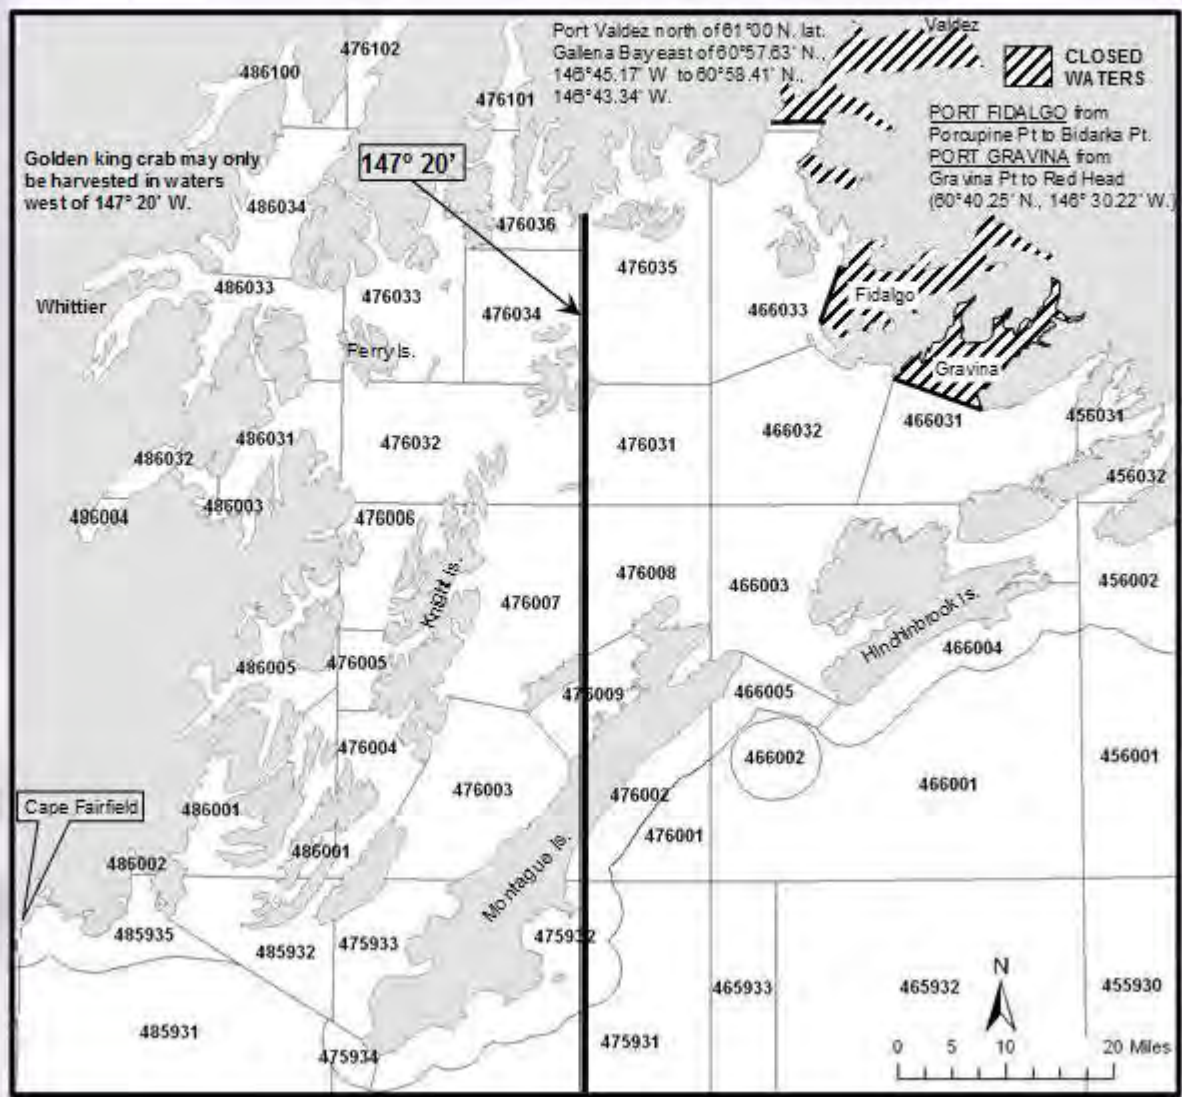 Port Valdez north of 61°00 N. lat.
Gallena Bay east of 60°57.63' N.,
146°45.17' W to 60°58.41' N.,
146°43.34' W.
Valdez
CLOSED
WATERS
476102
486100
476101
PORT FIDALGO from
Porcupine Pt to Bidarka Pt.
PORT GRAVINA from
Gravina Pt to Red Head
(60°40.25' N., 146° 30.22' W.)
Golden king crab may only
be harvested in waters
west of 147° 20' W.
147° 20'
486034
476036
476035
486033
476033
476034
466033
Fidalgo
Whittier
Ferry Is.
Gravina
486031
476032
476031
466032
466031
456031
486032
456032
486003
486004
476006
476008
466003
456002
476007
Knight Is.
Hinchinbrook Is.
466004
486005
476005
476009
466005
476004
466002
456001
476003
476002
466001
Cape Fairfield
486001
476001
486001
486002
Montague Is.
485935
485932
475933
475932
N
465933
465932
455930
485931
475934
475931
0 5 10 20 Miles